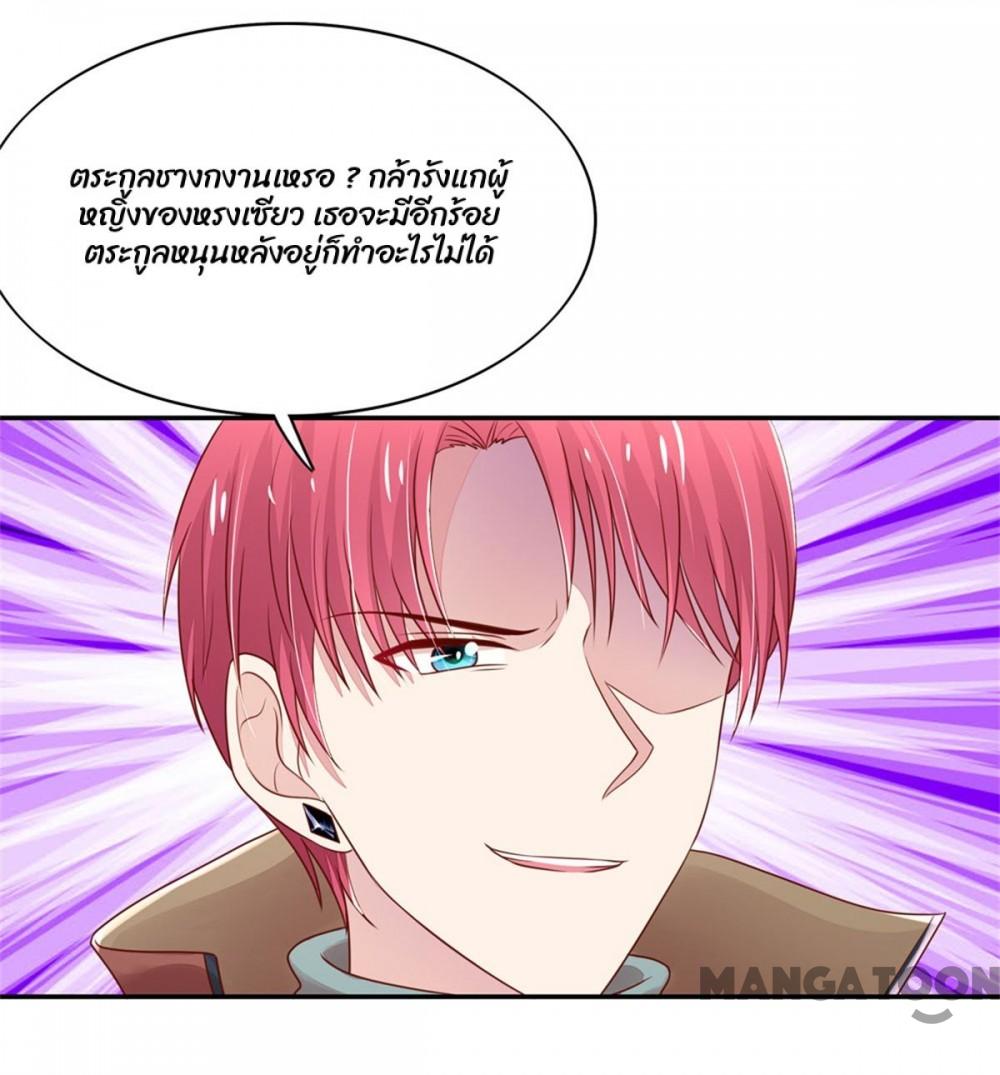 ตระกูลชางกงานเหรอ ? กล้ารังแกผู้
หญิงของหรงเซียว เธอจะมีอีกร้อย
ตระกูลหนุนหลังอยู่ก็ทำอะไรไม่ได้
MANGATOON